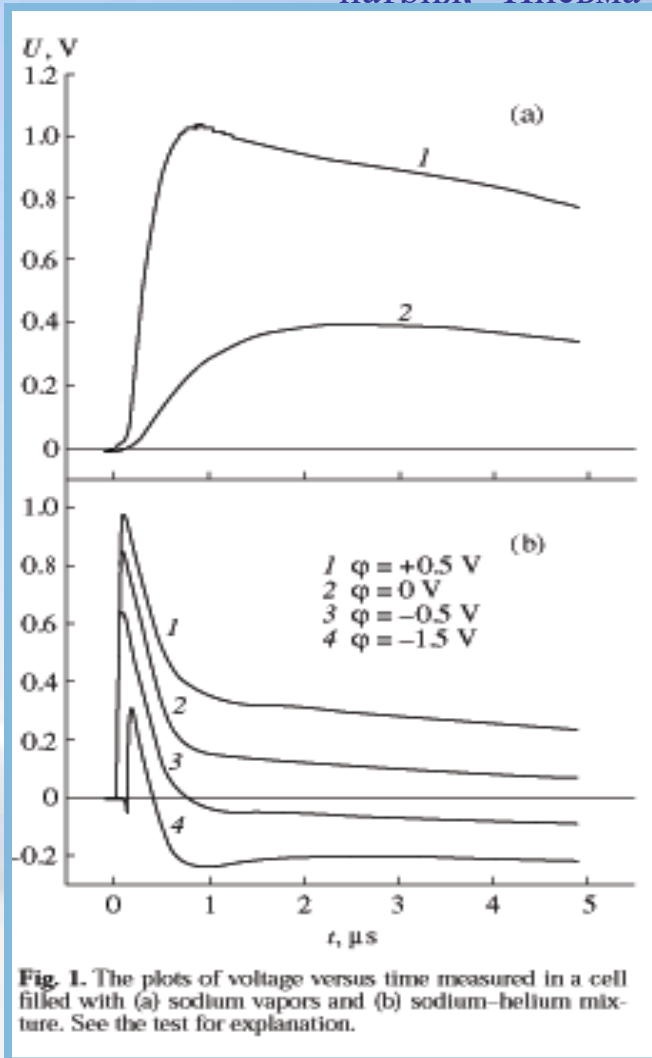 U, V
1.2
(a)
1.0
1
0.8
0.6
0.4
2
0.2
0
1.0
(b)
1 φ = +0.5 V
0.8
2 φ = 0 V
3 φ = −0.5 V
4 φ = −1.5 V
0.6
1
0.4
2
0.2
3
0
4
−0.2
0 1 2 3 4 5
t, μs
Fig. 1. The plots of voltage versus time measured in a cell
filled with (a) sodium vapors and (b) sodium–helium mix-
ture. See the test for explanation.